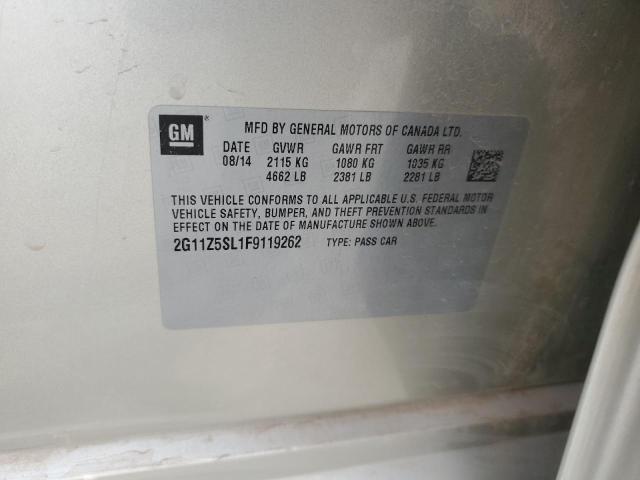 GM
MFD BY GENERAL MOTORS OF CANADA LTD.
DATE GVWR GAWR FRT GAWR RR
08/14 2115 KG 1080 KG 1035 KG
4662 LB 2381 LB 2281 LB
THIS VEHICLE CONFORMS TO ALL APPLICABLE U.S. FEDERAL MOTOR
VEHICLE SAFETY, BUMPER, AND THEFT PREVENTION STANDARDS IN
EFFECT ON THE DATE OF MANUFACTURE SHOWN ABOVE.
2G11Z5SL1F9119262 TYPE: PASS CAR